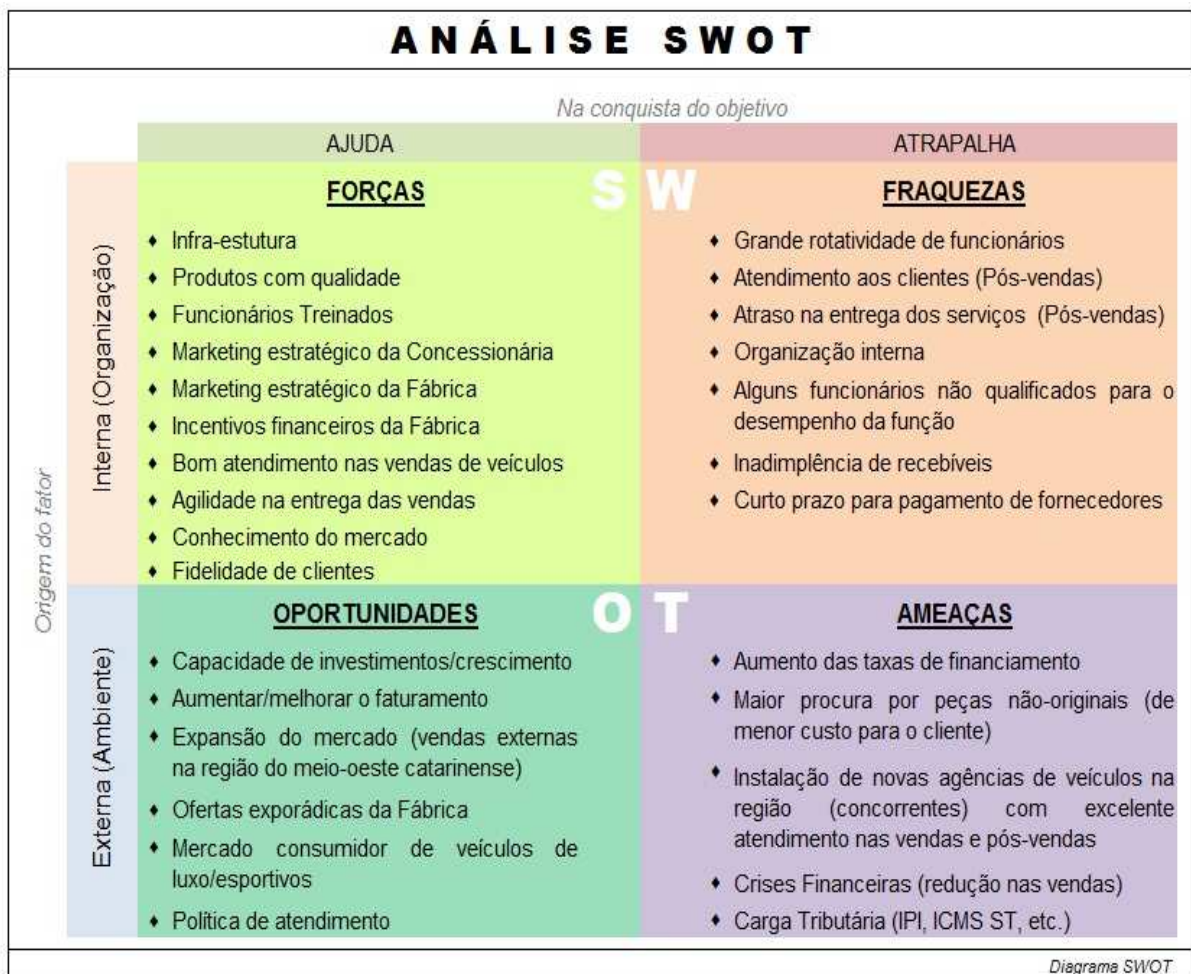 ANÁLISE SWOT
Na conquista do objetivo
AJUDA
ATRAPALHA
Origem do fator
Interna (Organização)
FORÇAS
S
♦ Infra-estutura
♦ Produtos com qualidade
♦ Funcionários Treinados
♦ Marketing estratégico da Concessionária
♦ Marketing estratégico da Fábrica
♦ Incentivos financeiros da Fábrica
♦ Bom atendimento nas vendas de veículos
♦ Agilidade na entrega das vendas
♦ Conhecimento do mercado
♦ Fidelidade de clientes
W
FRAQUEZAS
♦ Grande rotatividade de funcionários
♦ Atendimento aos clientes (Pós-vendas)
♦ Atraso na entrega dos serviços (Pós-vendas)
♦ Organização interna
♦ Alguns funcionários não qualificados para o
desempenho da função
♦ Inadimplência de recebíveis
♦ Curto prazo para pagamento de fornecedores
Externa (Ambiente)
OPORTUNIDADES
O
♦ Capacidade de investimentos/crescimento
♦ Aumentar/melhorar o faturamento
♦ Expansão do mercado (vendas externas
na região do meio-oeste catarinense)
♦ Ofertas exporádicas da Fábrica
♦ Mercado consumidor de veículos de
luxo/esportivos
♦ Política de atendimento
T
AMEAÇAS
♦ Aumento das taxas de financiamento
♦ Maior procura por peças não-originais (de
menor custo para o cliente)
♦ Instalação de novas agências de veículos na
região (concorrentes) com excelente
atendimento nas vendas e pós-vendas
♦ Crises Financeiras (redução nas vendas)
♦ Carga Tributária (IPI, ICMS ST, etc.)
Diagrama SWOT